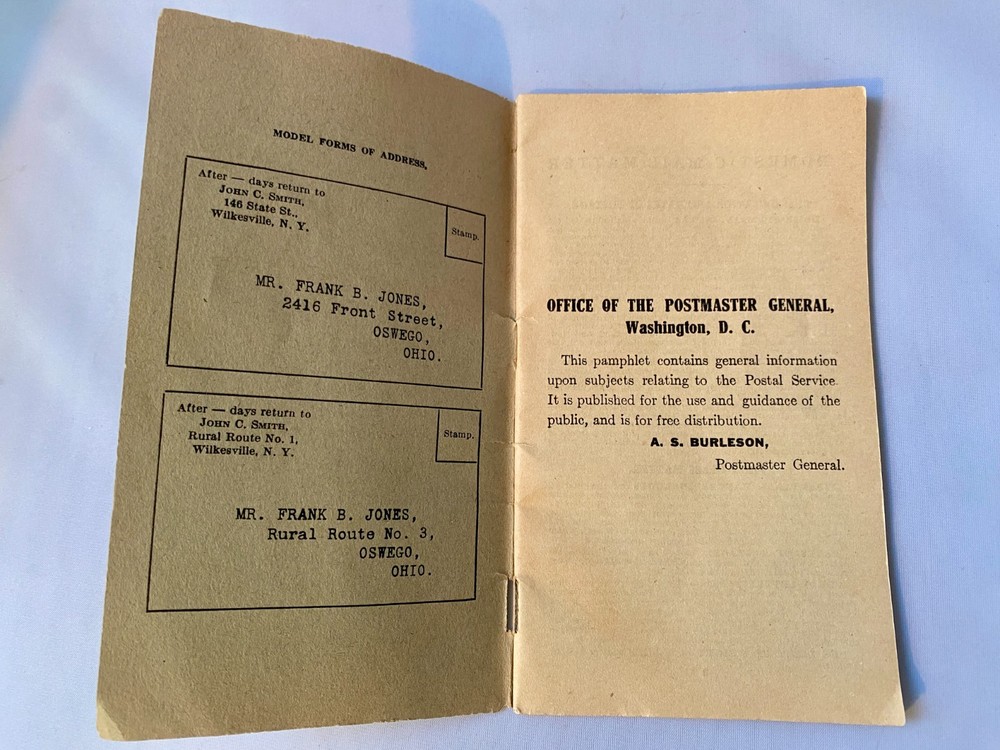 MODEL FORMS OF ADDRESS,
After — days return to
JOHN C. SMITH,
146 State St.,
Wilkesville, N. Y.
Stamp.
MR. FRANK B. JONES,
2416 Front Street,
OSWEGO,
OHIO.
After — days return to
JOHN C. SMITH,
Rural Route No. 1,
Wilkesville, N. Y.
Stamp.
MR. FRANK B. JONES,
Rural Route No. 3,
OSWEGO,
OHIO.
OFFICE OF THE POSTMASTER GENERAL,
Washington, D. C.
This pamphlet contains general information
upon subjects relating to the Postal Service.
It is published for the use and guidance of the
public, and is for free distribution.
A. S. BURLESON,
Postmaster General.